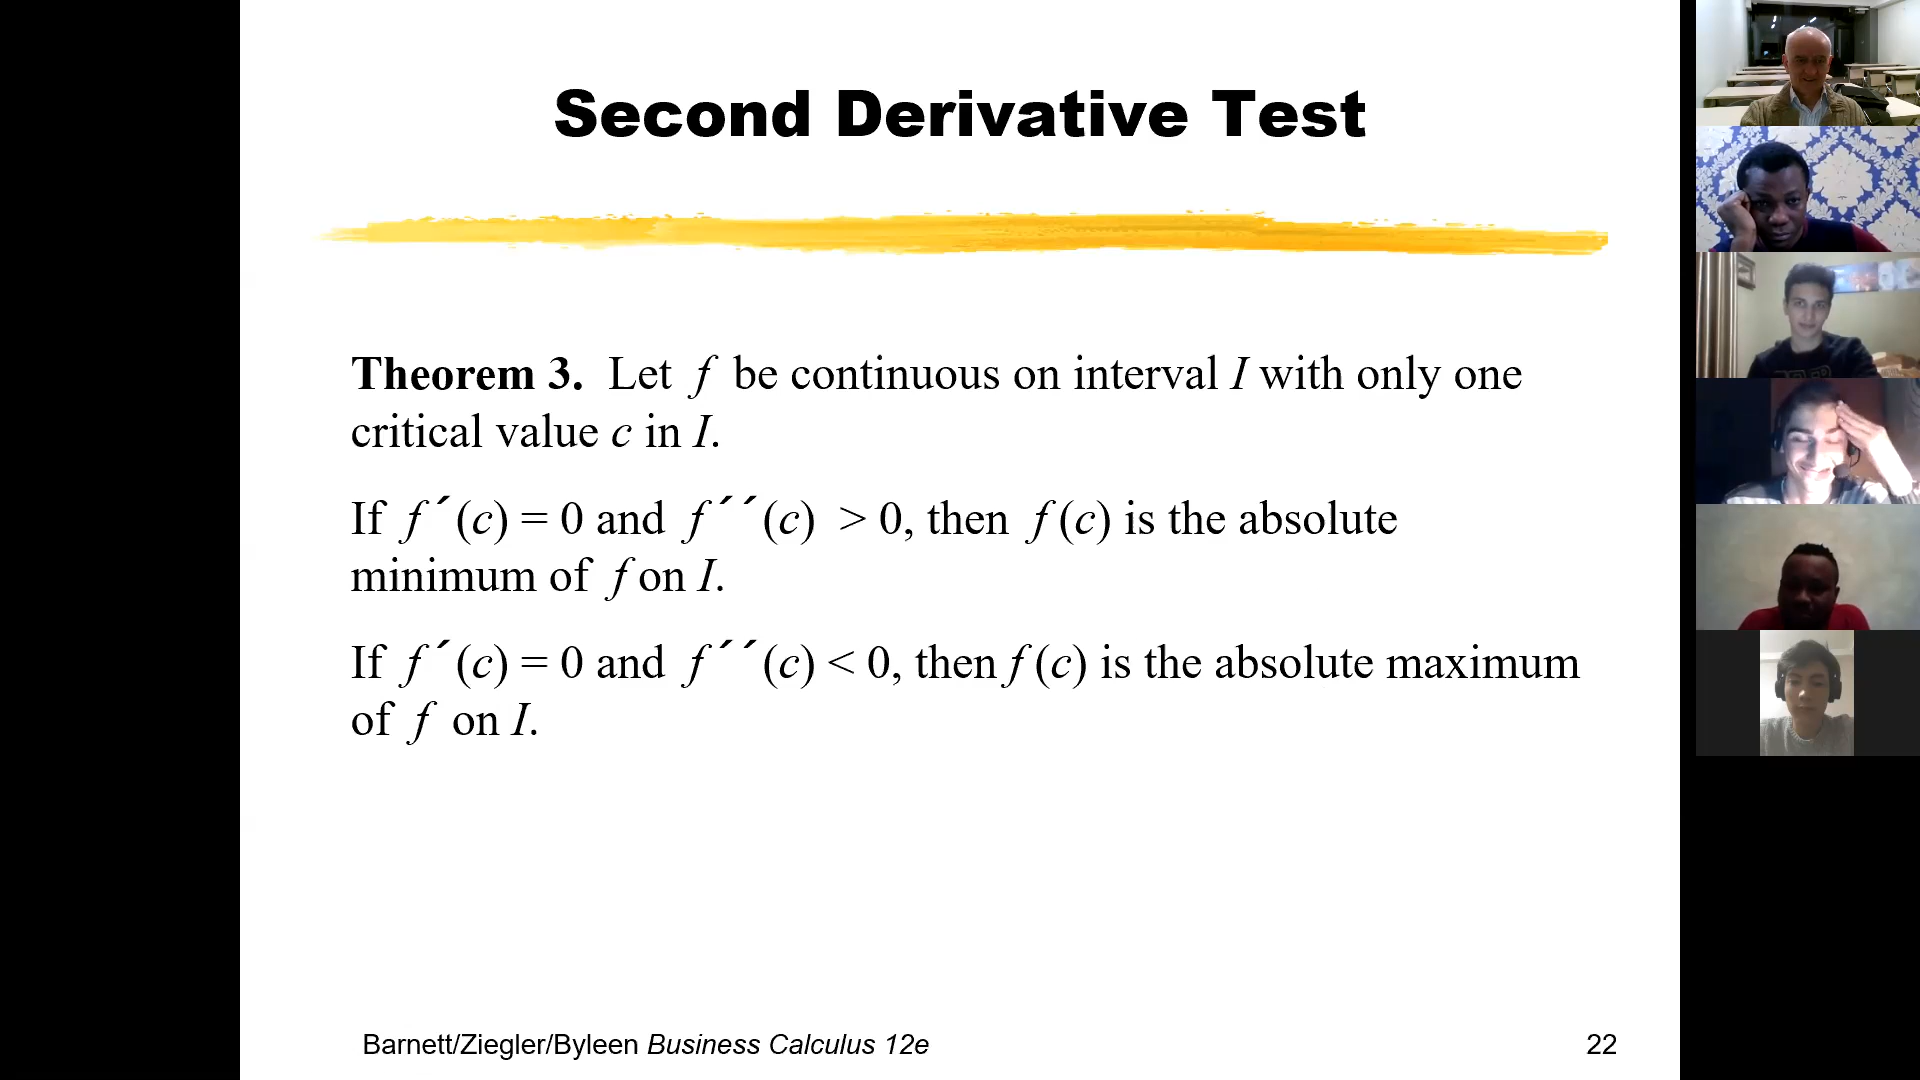 Second Derivative Test
Theorem 3. Let f be continuous on interval I with only one
critical value c in I.
If f ´(c) = 0 and f ´´(c) > 0, then f (c) is the absolute
minimum of f on I.
If f ´(c) = 0 and f ´´(c) < 0, then f (c) is the absolute maximum
of f on I.
Barnett/Ziegler/Byleen Business Calculus 12e
22